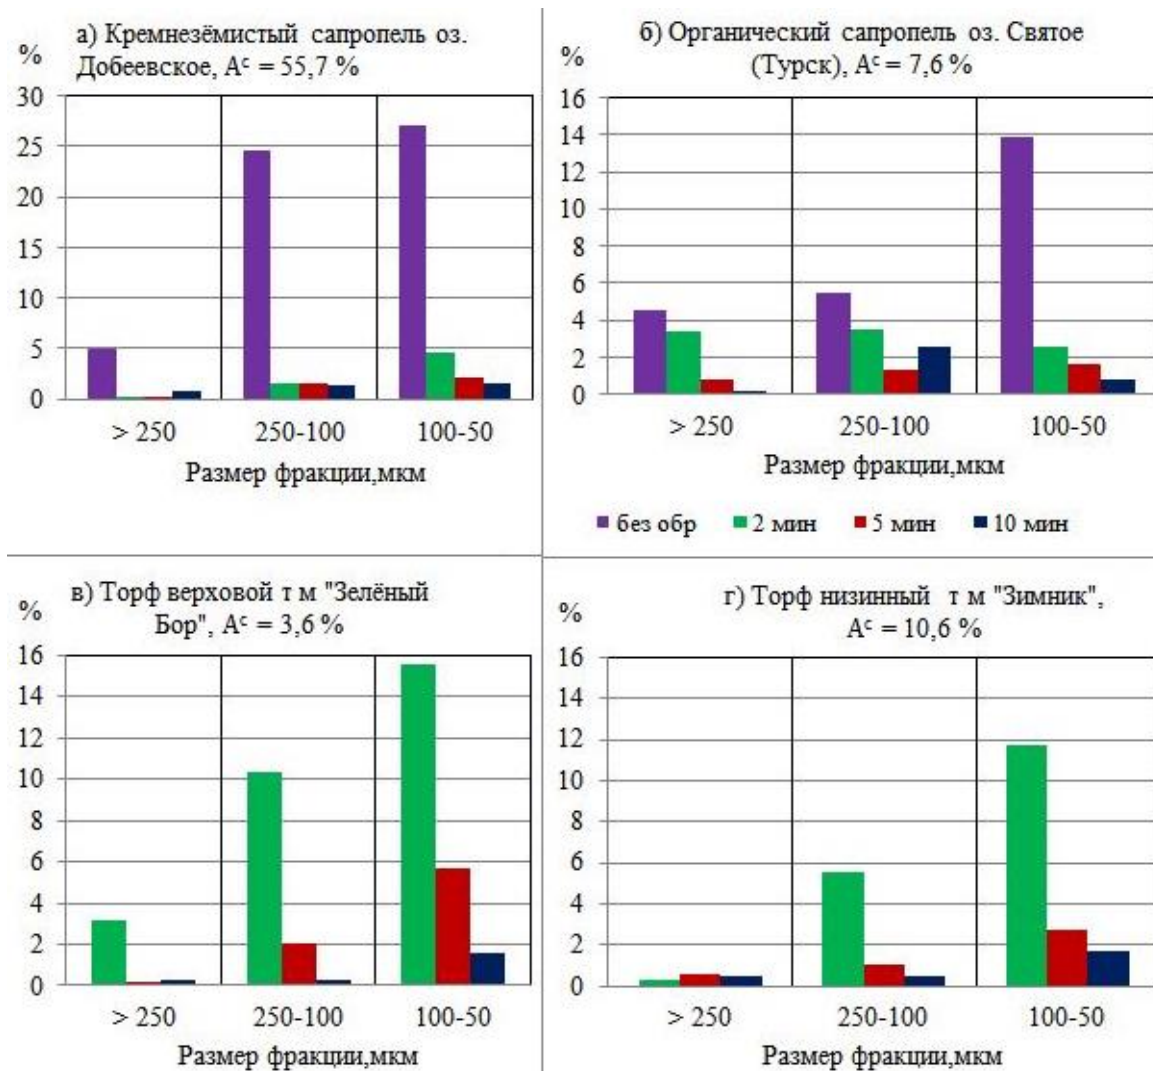 а) Кремнезёмистый сапропель оз.
Добеевское, Aᶜ = 55,7 %
%
30
25
20
15
10
5
0
> 250 250-100 100-50
Размер фракции,мкм
б) Органический сапропель оз. Святое
(Турск), Aᶜ = 7,6 %
%
16
14
12
10
8
6
4
2
0
> 250 250-100 100-50
Размер фракции,мкм
без обр 2 мин 5 мин 10 мин
в) Торф верховой т м "Зелёный
Бор", Aᶜ = 3,6 %
%
16
14
12
10
8
6
4
2
0
> 250 250-100 100-50
Размер фракции,мкм
г) Торф низинный т м "Зимник",
Aᶜ = 10,6 %
%
16
14
12
10
8
6
4
2
0
> 250 250-100 100-50
Размер фракции,мкм